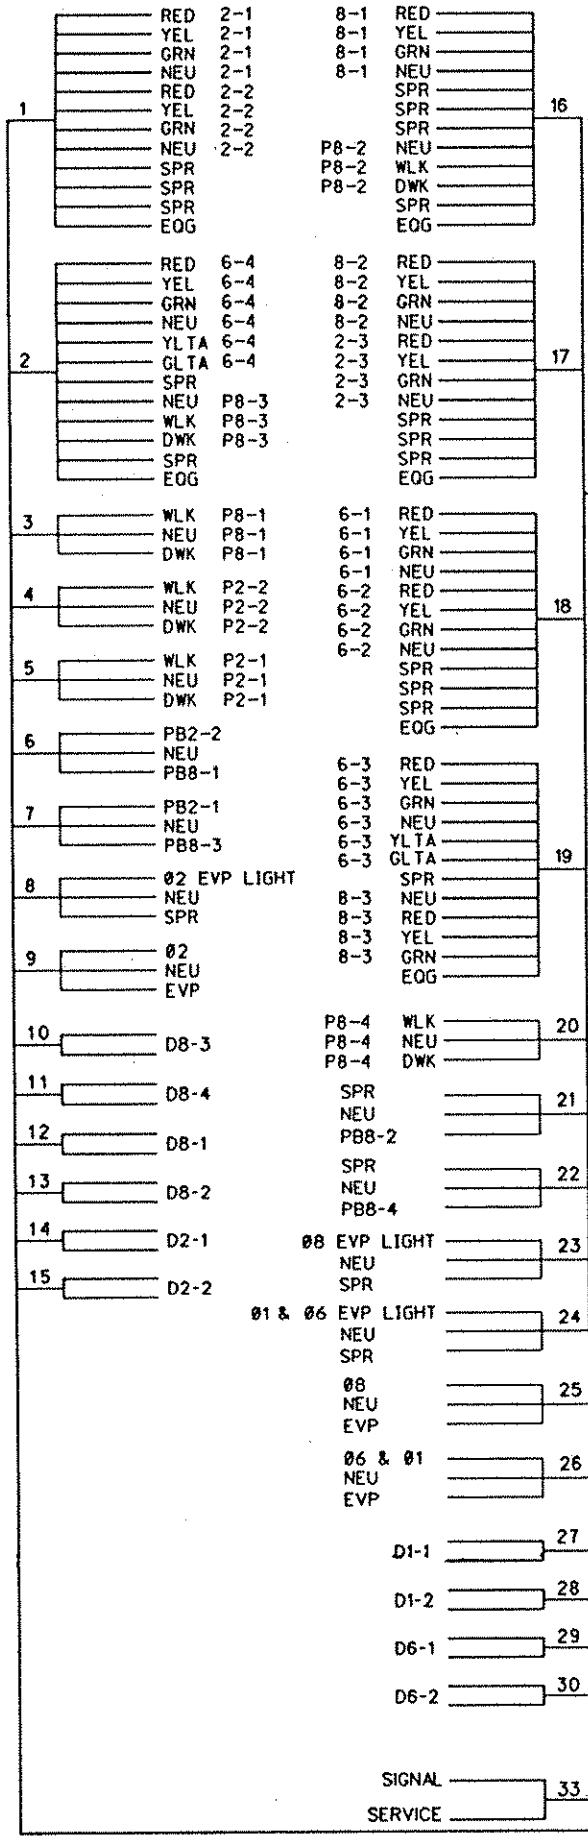 1
RED 2-1
YEL 2-1
GRN 2-1
NEU 2-1
RED 2-2
YEL 2-2
GRN 2-2
NEU 2-2
SPR
SPR
SPR
EQG
2
RED 6-4
YEL 6-4
GRN 6-4
NEU 6-4
YLTA 6-4
GLTA 6-4
SPR
NEU P8-3
WLK P8-3
DWK P8-3
SPR
EQG
3
WLK P8-1
NEU P8-1
DWK P8-1
4
WLK P2-2
NEU P2-2
DWK P2-2
5
WLK P2-1
NEU P2-1
DWK P2-1
6
PB2-2
NEU
PB8-1
7
PB2-1
NEU
PB8-3
8
Ø2 EVP LIGHT
NEU
SPR
9
Ø2
NEU
EVP
10
D8-3
11
D8-4
12
D8-1
13
D8-2
14
D2-1
15
D2-2
8-1 RED
8-1 YEL
8-1 GRN
8-1 NEU
SPR
SPR
SPR
P8-2 NEU
P8-2 WLK
P8-2 DWK
SPR
EQG
16
8-2 RED
8-2 YEL
8-2 GRN
8-2 NEU
2-3 RED
2-3 YEL
2-3 GRN
2-3 NEU
SPR
SPR
SPR
EQG
17
6-1 RED
6-1 YEL
6-1 GRN
6-1 NEU
6-2 RED
6-2 YEL
6-2 GRN
6-2 NEU
SPR
SPR
SPR
EQG
18
6-3 RED
6-3 YEL
6-3 GRN
6-3 NEU
6-3 YLTA
6-3 GLTA
SPR
8-3 NEU
8-3 RED
8-3 YEL
8-3 GRN
EQG
19
P8-4 WLK
P8-4 NEU
P8-4 DWK
20
SPR
NEU
PB8-2
21
SPR
NEU
PB8-4
22
Ø8 EVP LIGHT
NEU
SPR
23
Ø1 & Ø6 EVP LIGHT
NEU
SPR
24
Ø8
NEU
EVP
25
Ø6 & Ø1
NEU
EVP
26
D1-1
27
D1-2
28
D6-1
29
D6-2
30
SIGNAL
SERVICE
33